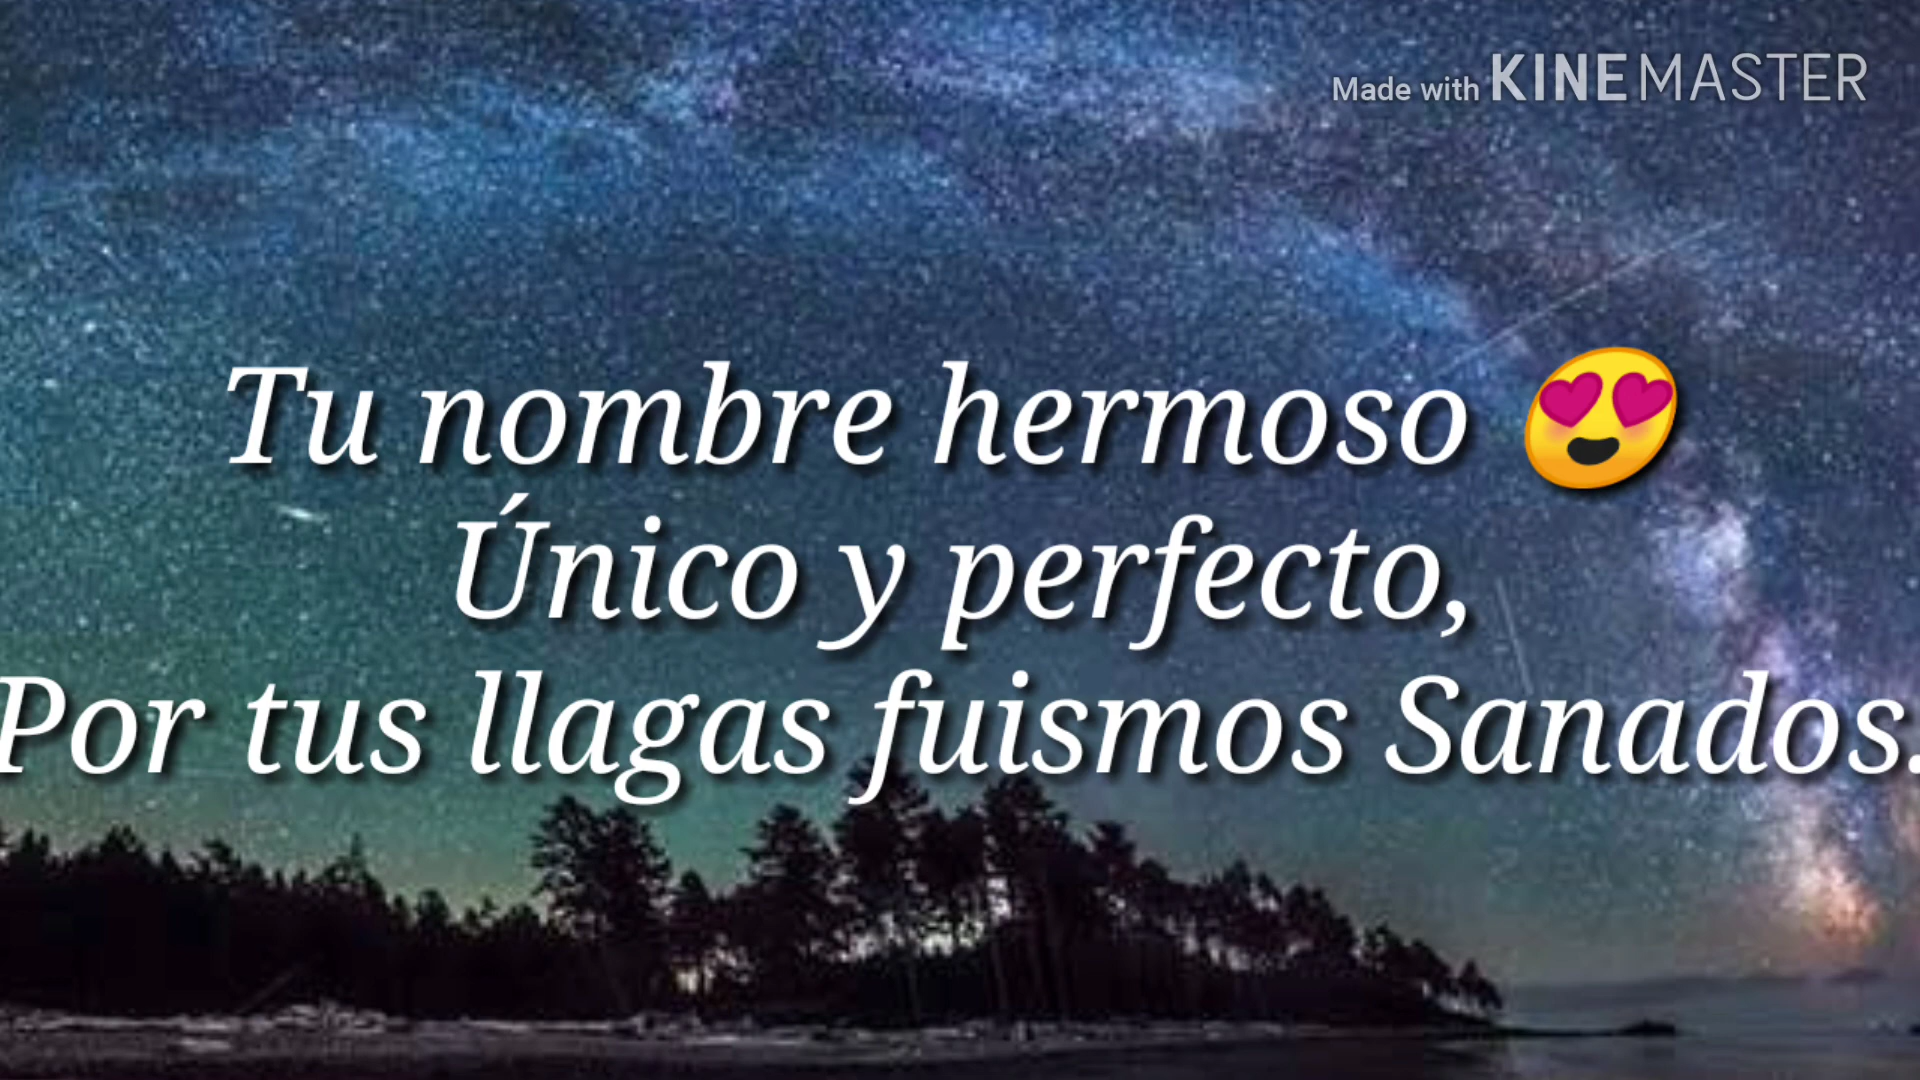 Made with KINEMASTER
Tu nombre hermoso 😍
Único y perfecto,
Por tus llagas fuismos Sanados.